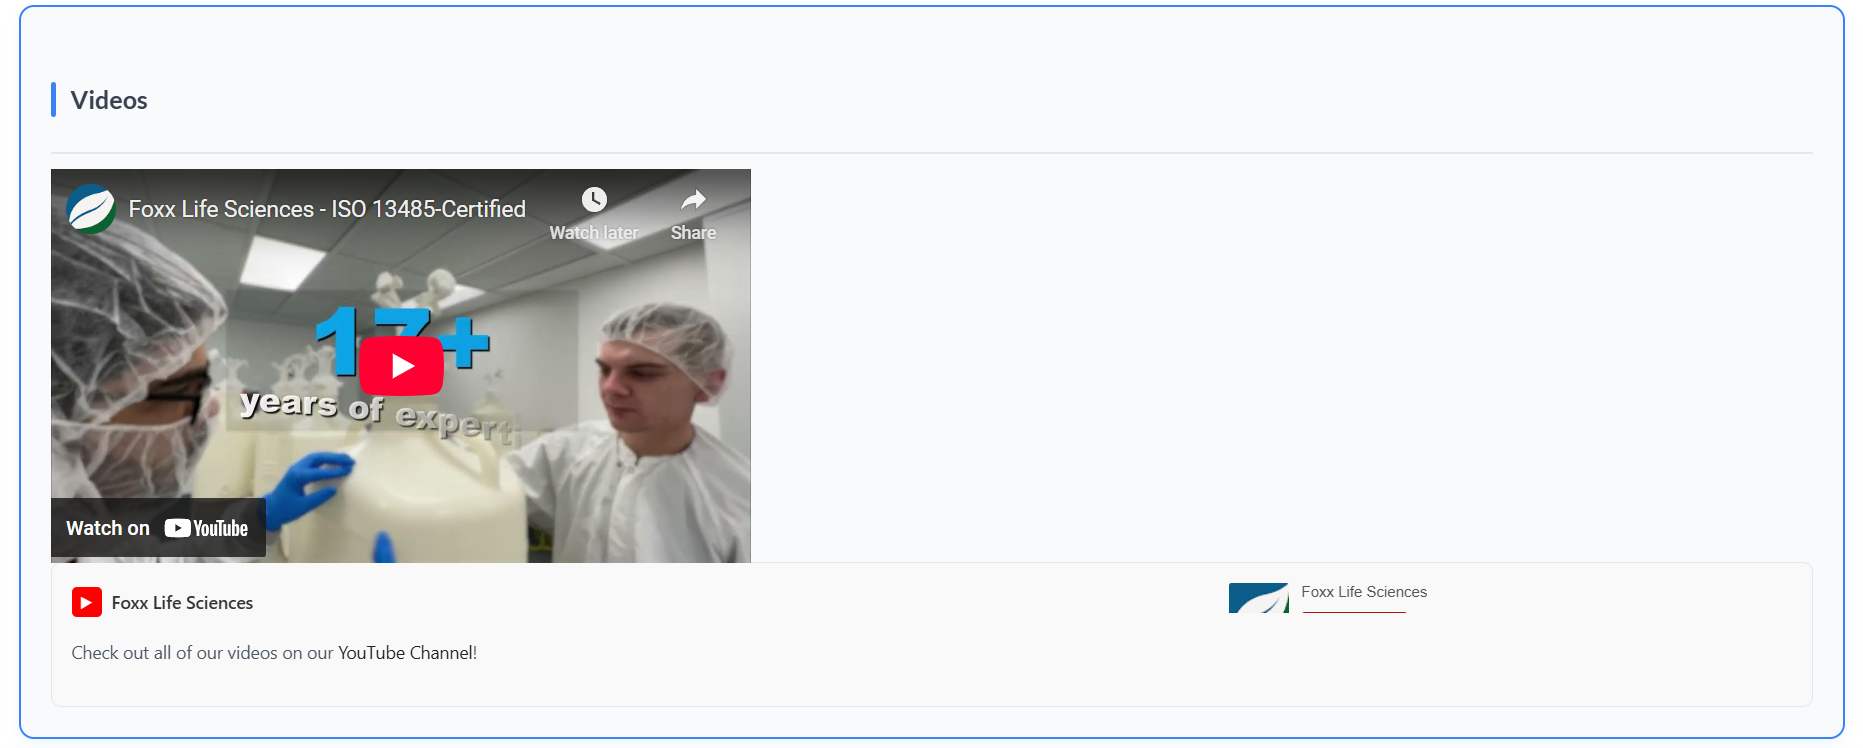 Videos
Foxx Life Sciences - ISO 13485-Certified
Watch later
Share
17+
years of experti
Watch on YouTube
Foxx Life Sciences
Foxx Life Sciences
Check out all of our videos on our YouTube Channel!